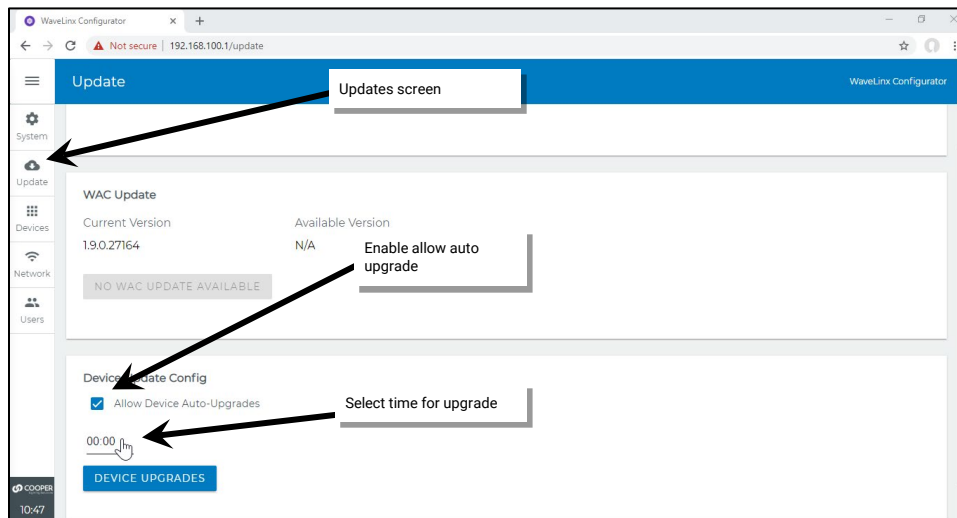 WaveLinx Configurator
Not secure | 192.168.100.1/update
Update
WaveLinx Configurator
Updates screen
System
Update
Devices
Network
Users
WAC Update
Current Version
Available Version
1.9.0.27164
N/A
Enable allow auto
upgrade
NO WAC UPDATE AVAILABLE
Device Update Config
Allow Device Auto-Upgrades
Select time for upgrade
00:00
DEVICE UPGRADES
COOPER
10:47